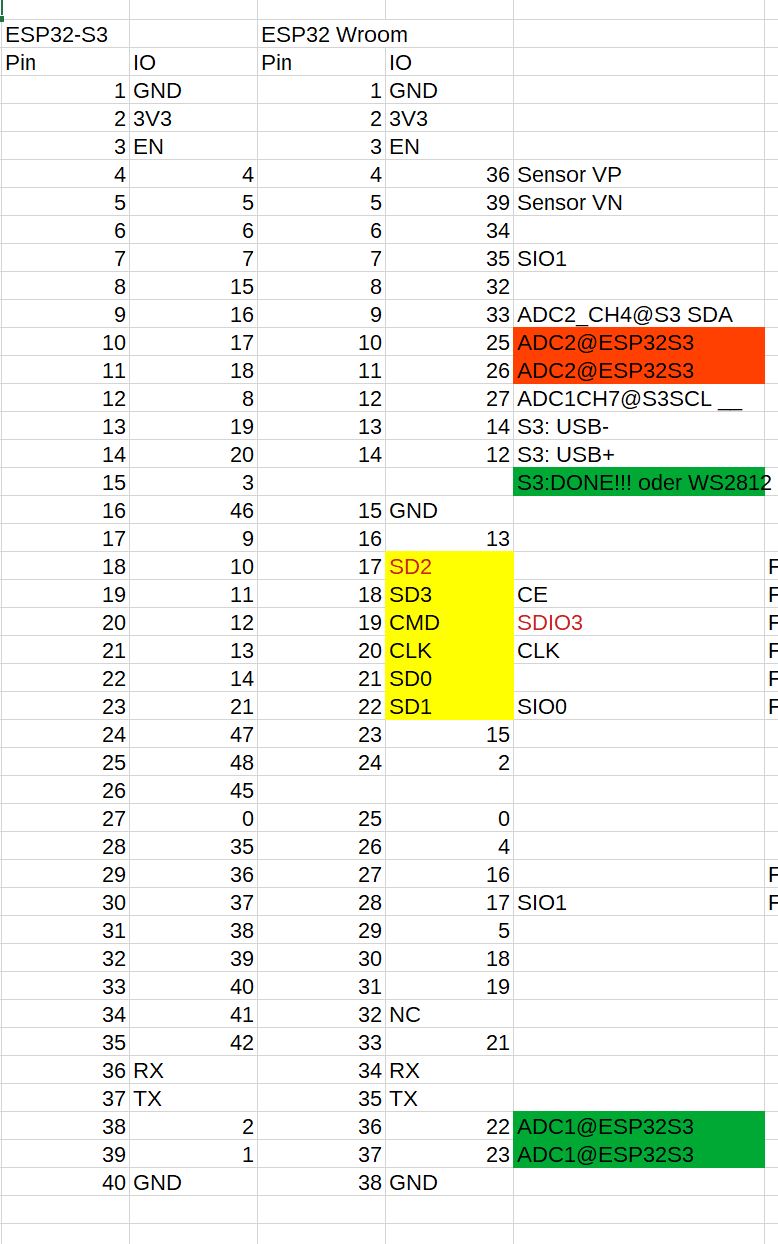 ESP32-S3 ESP32 Wroom
Pin IO Pin IO
1 GND 1 GND
2 3V3 2 3V3
3 EN 3 EN
4 4 4 36 Sensor VP
5 5 5 39 Sensor VN
6 6 6 34
7 7 7 35 SIO1
8 15 8 32
9 16 9 33 ADC2_CH4@S3 SDA
10 17 10 25 ADC2@ESP32S3
11 18 11 26 ADC2@ESP32S3
12 8 12 27 ADC1CH7@S3SCL __
13 19 13 14 S3: USB-
14 20 14 12 S3: USB+
15 3 S3:DONE!!! oder WS2812
16 46 15 GND
17 9 16 13
18 10 17 SD2 F
19 11 18 SD3 CE F
20 12 19 CMD SDIO3 F
21 13 20 CLK CLK F
22 14 21 SD0 F
23 21 22 SD1 SIO0 F
24 47 23 15
25 48 24 2
26 45
27 0 25 0
28 35 26 4
29 36 27 16 F
30 37 28 17 SIO1 F
31 38 29 5
32 39 30 18
33 40 31 19
34 41 32 NC
35 42 33 21
36 RX 34 RX
37 TX 35 TX
38 2 36 22 ADC1@ESP32S3
39 1 37 23 ADC1@ESP32S3
40 GND 38 GND